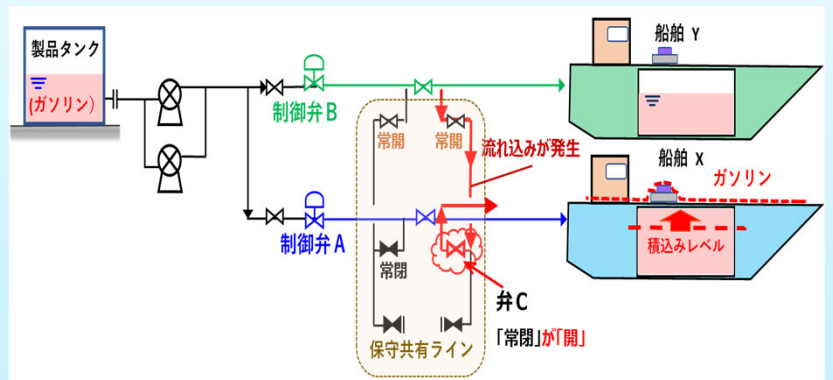 製品タンク
(ガソリン)
制御弁B
船舶 Y
常開
常開
流れ込みが発生
船舶 X
ガソリン
制御弁A
積込みレベル
常閉
弁C
「常閉」が「開」
保守共有ライン